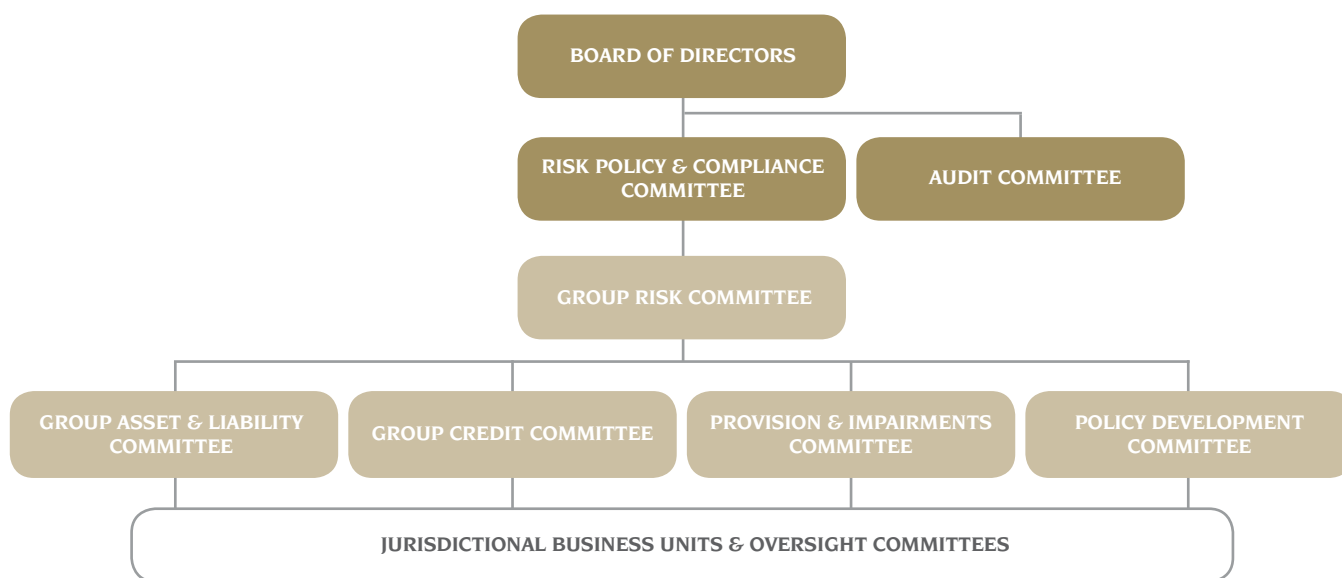 BOARD OF DIRECTORS
RISK POLICY & COMPLIANCE
COMMITTEE
AUDIT COMMITTEE
GROUP RISK COMMITTEE
GROUP ASSET & LIABILITY
COMMITTEE
GROUP CREDIT COMMITTEE
PROVISION & IMPAIRMENTS
COMMITTEE
POLICY DEVELOPMENT
COMMITTEE
JURISDICTIONAL BUSINESS UNITS & OVERSIGHT COMMITTEES